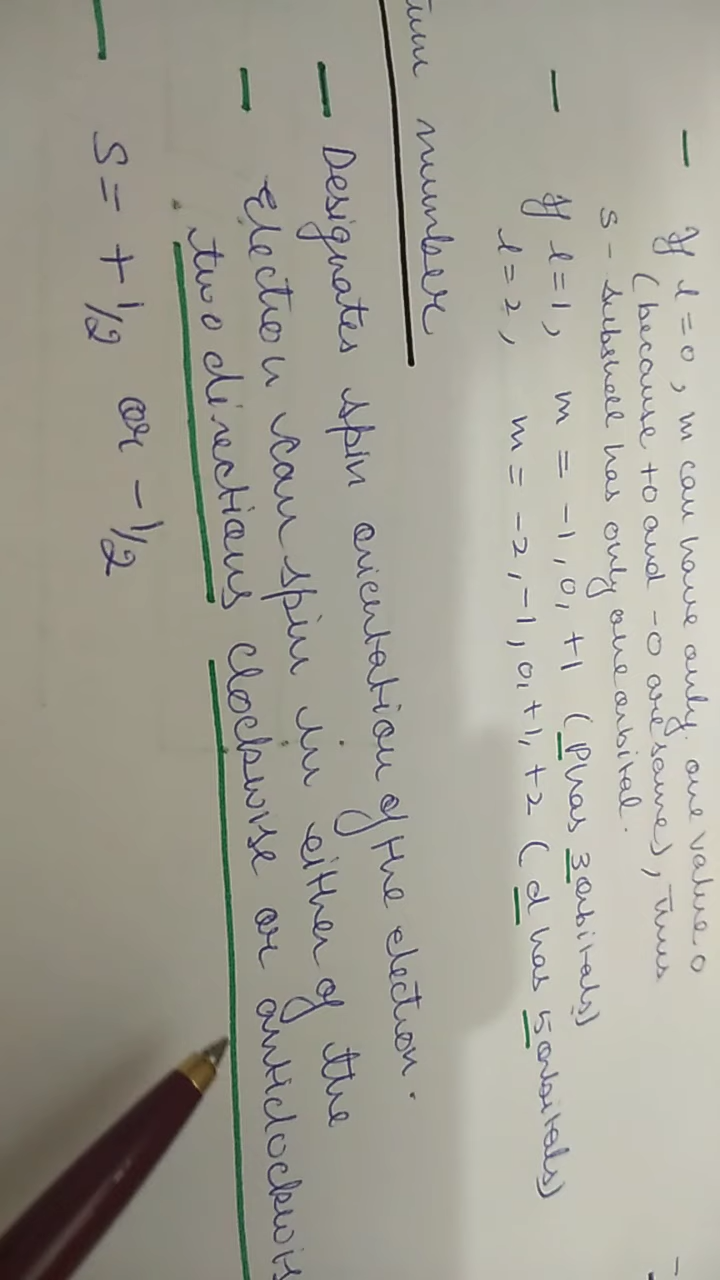 - If l=0, m can have only one value 0
(because +0 and -0 are same), Thus
s - subshell has only one orbital.
- If l=1, m = -1, 0, +1 (P has 3 orbitals)
l=2, m = -2, -1, 0, +1, +2 (d has 5 orbitals)
tum number
- Designates spin orientation of the electron.
- Electron can spin in either of the
two directions clockwise or anticlockwis
- S = + 1/2 or - 1/2